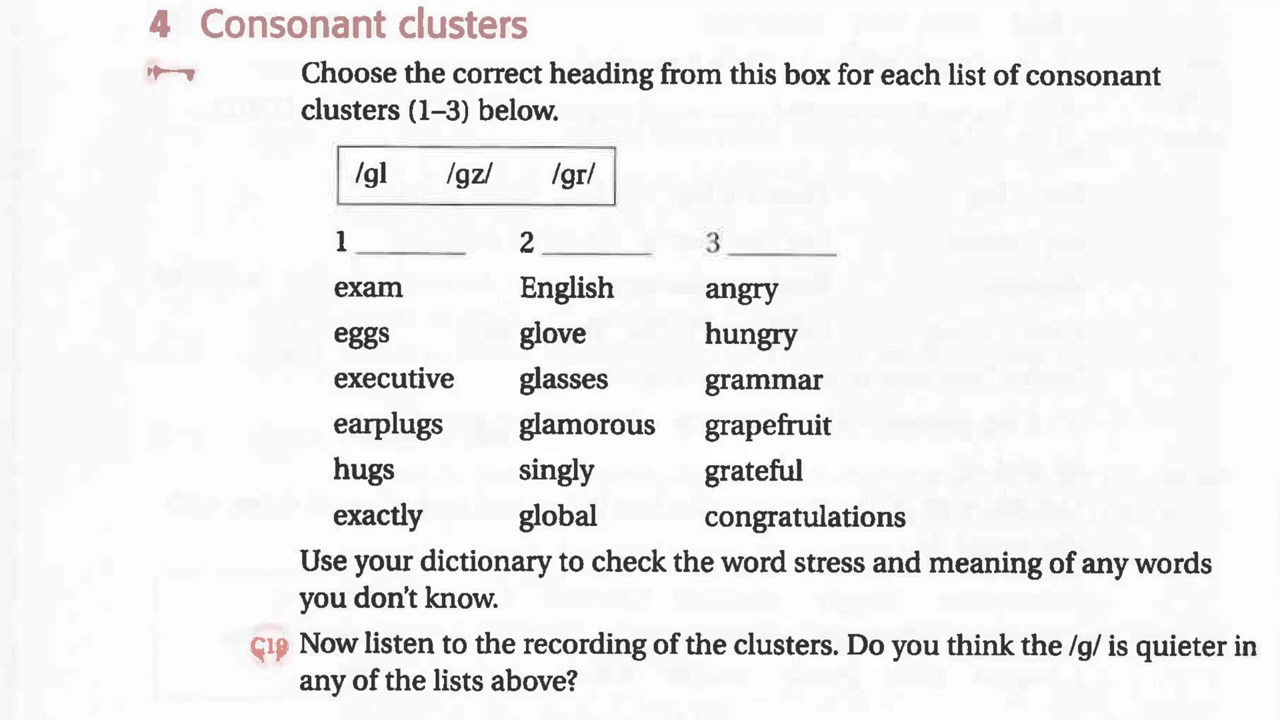 4 Consonant clusters
Choose the correct heading from this box for each list of consonant
clusters (1–3) below.
/gl /gz/ /gr/
1 ________ 2 ________ 3 ________
exam English angry
eggs glove hungry
executive glasses grammar
earplugs glamorous grapefruit
hugs singly grateful
exactly global congratulations
Use your dictionary to check the word stress and meaning of any words
you don't know.
C19 Now listen to the recording of the clusters. Do you think the /g/ is quieter in
any of the lists above?